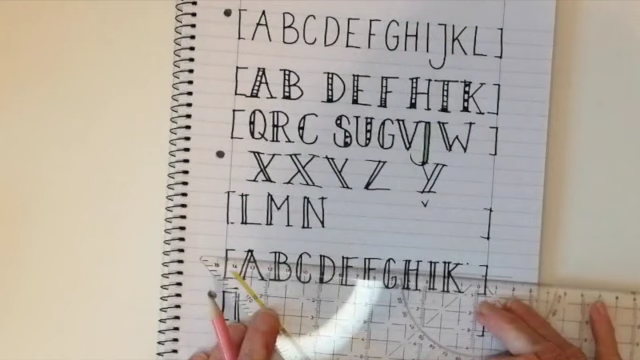 [ABCDEFGHIJKL]
[AB DEFHTK]
[QRC SUGVJW]
XXYZ y
[LMN ]
[ABCDEFGHIK ]
[